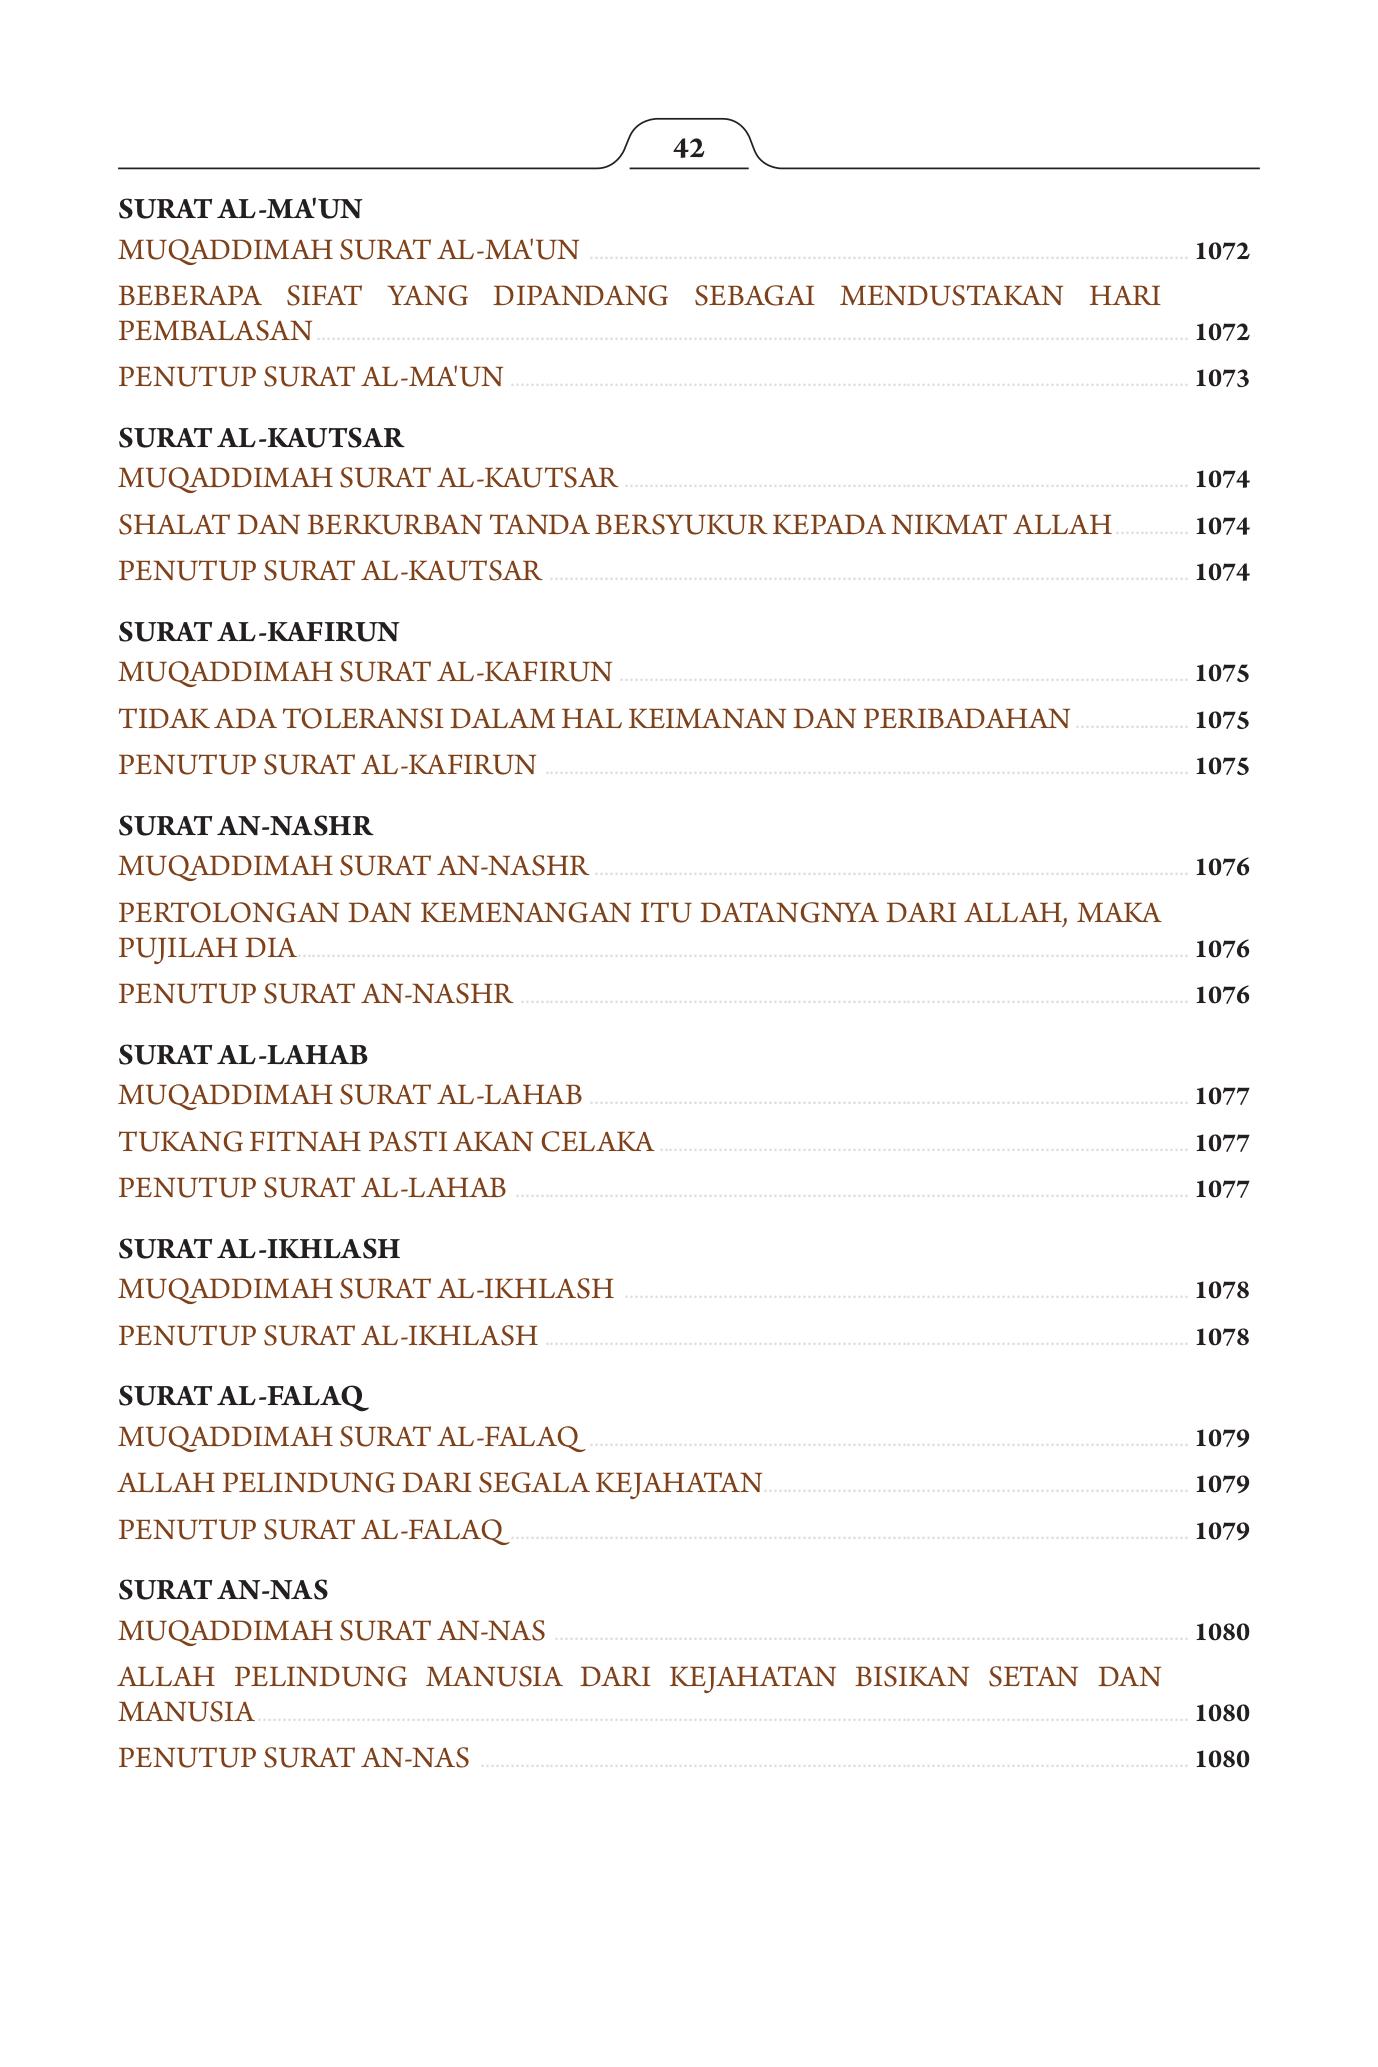 42
SURAT AL-MA'UN
MUQADDIMAH SURAT AL-MA'UN 1072
BEBERAPA SIFAT YANG DIPANDANG SEBAGAI MENDUSTAKAN HARI
PEMBALASAN 1072
PENUTUP SURAT AL-MA'UN 1073
SURAT AL-KAUTSAR
MUQADDIMAH SURAT AL-KAUTSAR 1074
SHALAT DAN BERKURBAN TANDA BERSYUKUR KEPADA NIKMAT ALLAH 1074
PENUTUP SURAT AL-KAUTSAR 1074
SURAT AL-KAFIRUN
MUQADDIMAH SURAT AL-KAFIRUN 1075
TIDAK ADA TOLERANSI DALAM HAL KEIMANAN DAN PERIBADAHAN 1075
PENUTUP SURAT AL-KAFIRUN 1075
SURAT AN-NASHR
MUQADDIMAH SURAT AN-NASHR 1076
PERTOLONGAN DAN KEMENANGAN ITU DATANGNYA DARI ALLAH, MAKA
PUJILAH DIA 1076
PENUTUP SURAT AN-NASHR 1076
SURAT AL-LAHAB
MUQADDIMAH SURAT AL-LAHAB 1077
TUKANG FITNAH PASTI AKAN CELAKA 1077
PENUTUP SURAT AL-LAHAB 1077
SURAT AL-IKHLASH
MUQADDIMAH SURAT AL-IKHLASH 1078
PENUTUP SURAT AL-IKHLASH 1078
SURAT AL-FALAQ
MUQADDIMAH SURAT AL-FALAQ 1079
ALLAH PELINDUNG DARI SEGALA KEJAHATAN 1079
PENUTUP SURAT AL-FALAQ 1079
SURAT AN-NAS
MUQADDIMAH SURAT AN-NAS 1080
ALLAH PELINDUNG MANUSIA DARI KEJAHATAN BISIKAN SETAN DAN
MANUSIA 1080
PENUTUP SURAT AN-NAS 1080